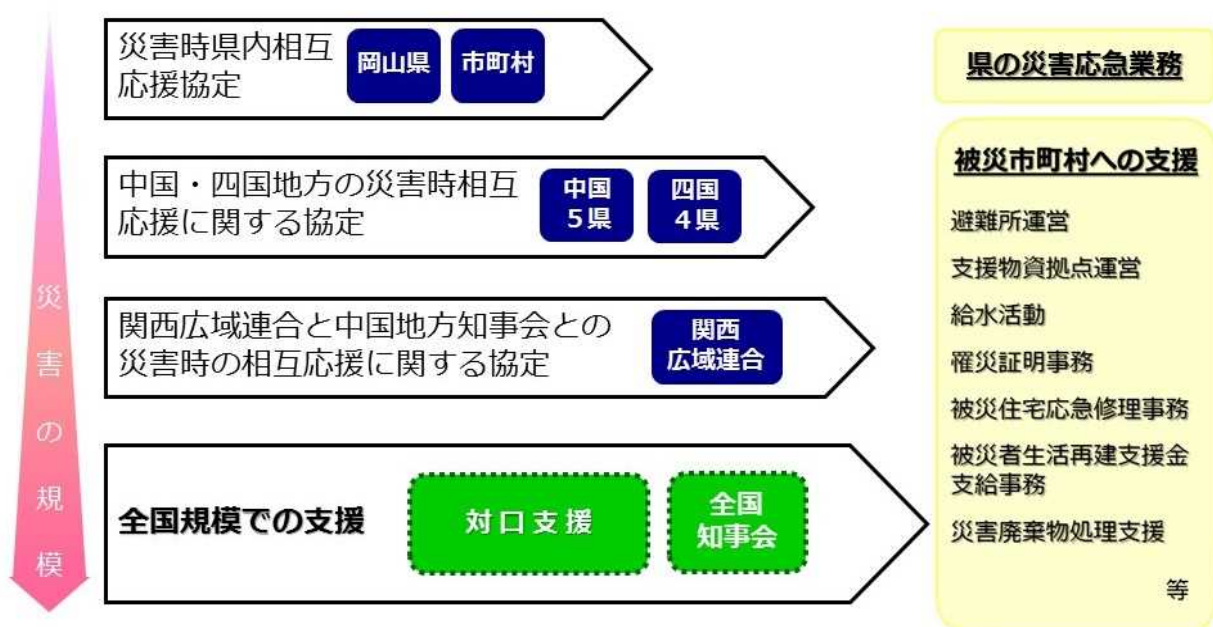 災害時県内相互
応援協定
岡山県
市町村
中国・四国地方の災害時相互
応援に関する協定
中国
5県
四国
4県
関西広域連合と中国地方知事会との
災害時の相互応援に関する協定
関西
広域連合
全国規模での支援
対口支援
全国
知事会
災害の規模
県の災害応急業務
被災市町村への支援
避難所運営
支援物資拠点運営
給水活動
罹災証明事務
被災住宅応急修理事務
被災者生活再建支援金
支給事務
災害廃棄物処理支援
等